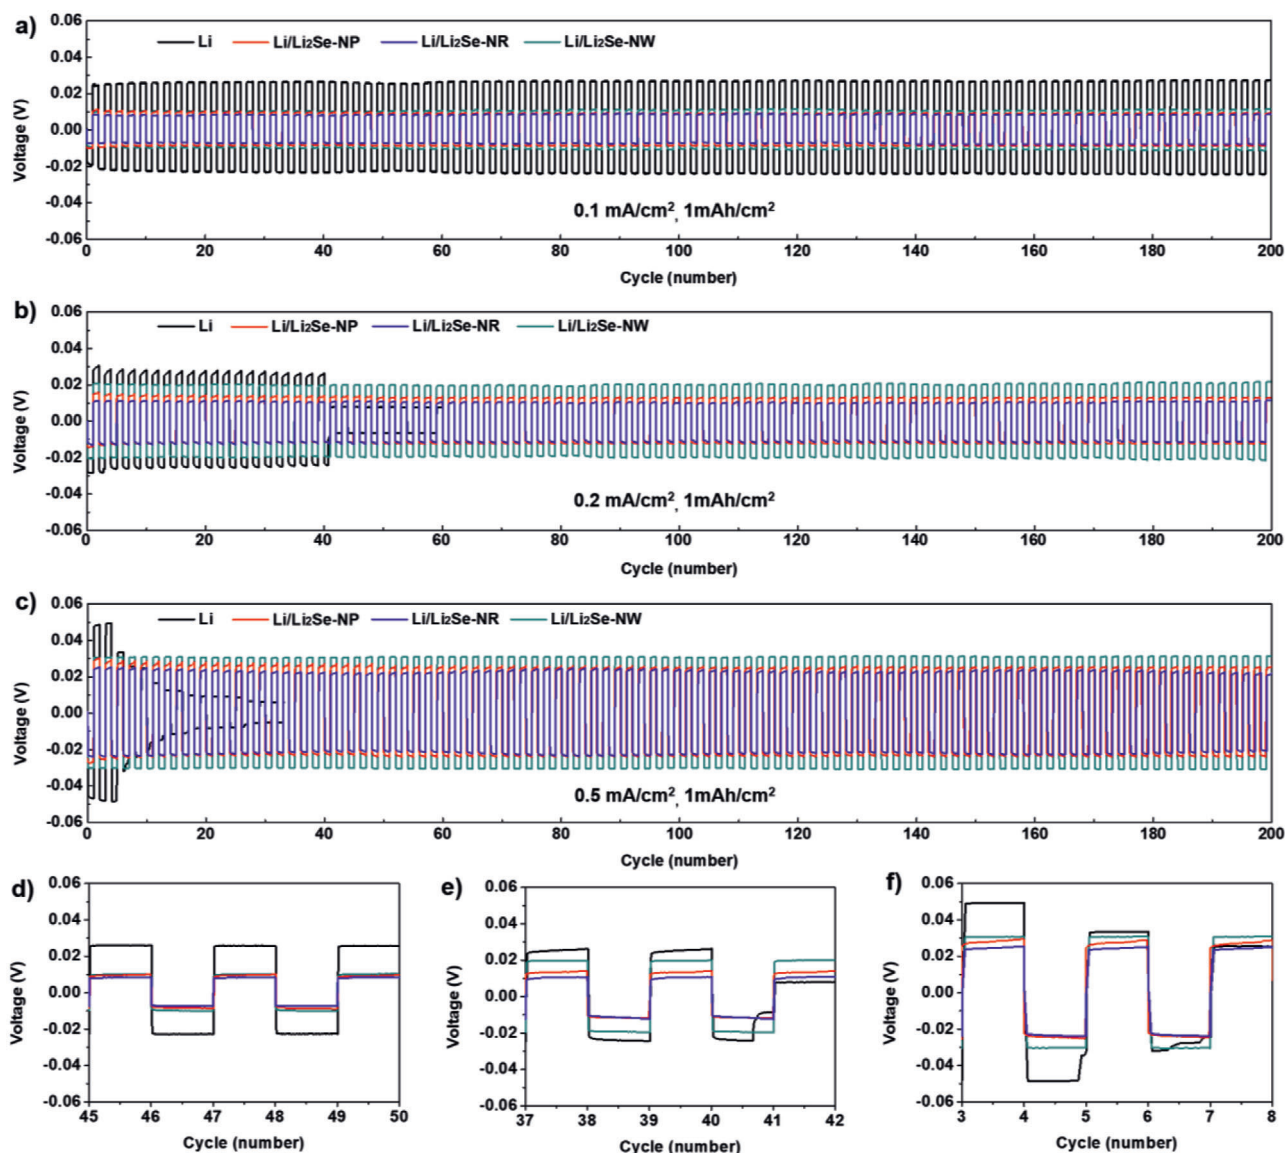 a)
0.06
0.04
0.02
0.00
-0.02
-0.04
-0.06
Voltage (V)
Li Li/Li₂Se-NP Li/Li₂Se-NR Li/Li₂Se-NW
0.1 mA/cm², 1mAh/cm²
0 20 40 60 80 100 120 140 160 180 200
Cycle (number)
b)
0.06
0.04
0.02
0.00
-0.02
-0.04
-0.06
Voltage (V)
Li Li/Li₂Se-NP Li/Li₂Se-NR Li/Li₂Se-NW
0.2 mA/cm², 1mAh/cm²
0 20 40 60 80 100 120 140 160 180 200
Cycle (number)
c)
0.06
0.04
0.02
0.00
-0.02
-0.04
-0.06
Voltage (V)
Li Li/Li₂Se-NP Li/Li₂Se-NR Li/Li₂Se-NW
0.5 mA/cm², 1mAh/cm²
0 20 40 60 80 100 120 140 160 180 200
Cycle (number)
d)
0.06
0.04
0.02
0.00
-0.02
-0.04
-0.06
Voltage (V)
45 46 47 48 49 50
Cycle (number)
e)
0.06
0.04
0.02
0.00
-0.02
-0.04
-0.06
Voltage (V)
37 38 39 40 41 42
Cycle (number)
f)
0.06
0.04
0.02
0.00
-0.02
-0.04
-0.06
Voltage (V)
3 4 5 6 7 8
Cycle (number)